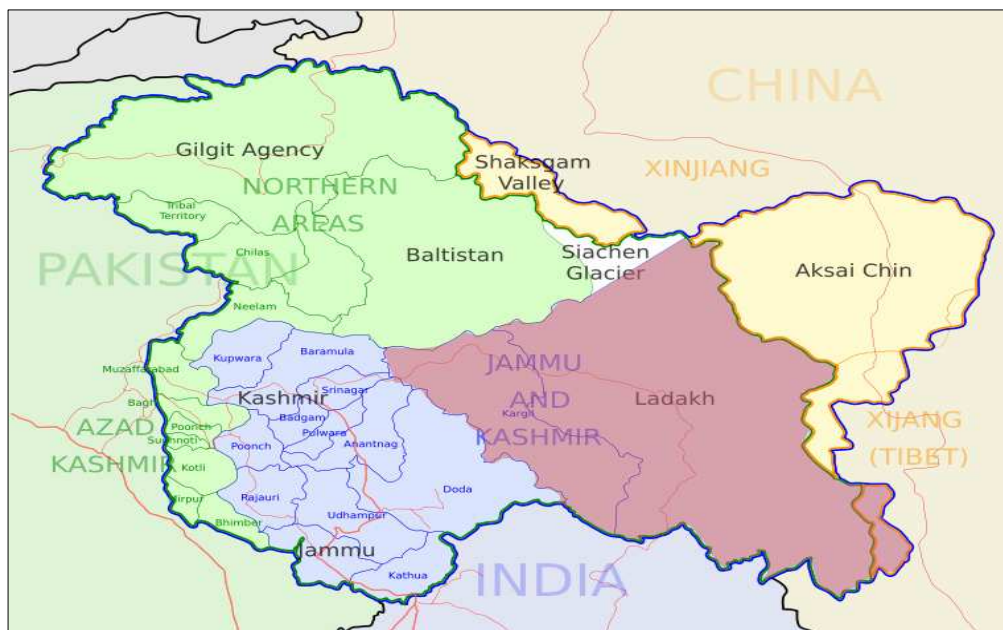 CHINA
Gilgit Agency
Shaksgam
Valley
XINJIANG
NORTHERN
AREAS
Tribal
Territory
Chilas
Baltistan
Siachen
Glacier
Aksai Chin
PAKISTAN
Neelam
Kupwara
Baramula
Muzaffarabad
JAMMU
AND
KASHMIR
Srinagar
Kashmir
Kargil
Ladakh
Bagh
Badgam
Pulwara
Anantnag
AZAD
KASHMIR
Poonch
Sudhnoti
Poonch
XIJANG
(TIBET)
Kotli
Rajauri
Doda
Mirpur
Bhimber
Udhampur
Jammu
Kathua
INDIA